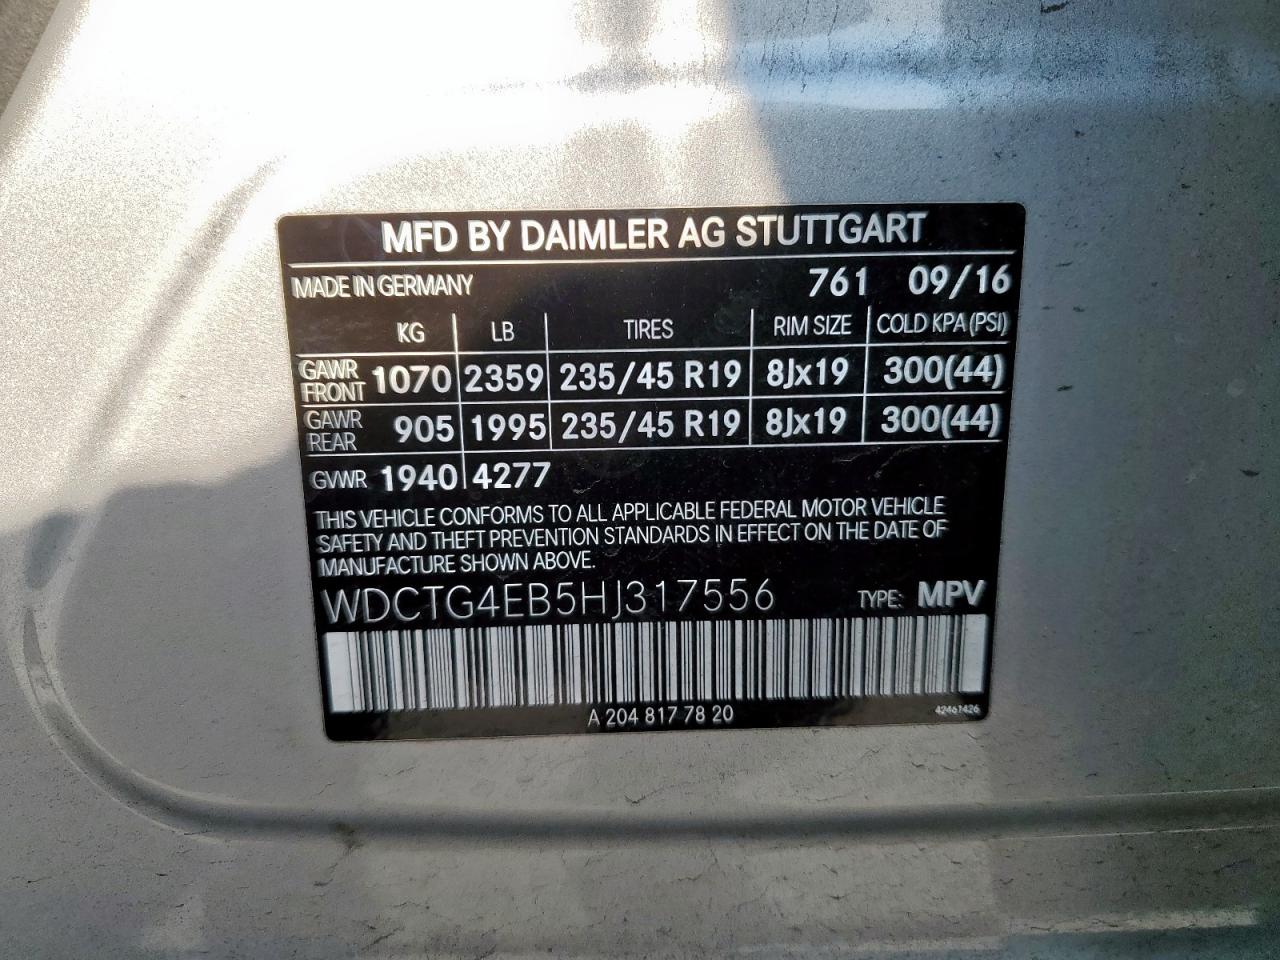 MFD BY DAIMLER AG STUTTGART
MADE IN GERMANY 761 09/16
KG LB TIRES RIM SIZE COLD KPA (PSI)
GAWR FRONT 1070 2359 235/45 R19 8Jx19 300(44)
GAWR REAR 905 1995 235/45 R19 8Jx19 300(44)
GVWR 1940 4277
THIS VEHICLE CONFORMS TO ALL APPLICABLE FEDERAL MOTOR VEHICLE
SAFETY AND THEFT PREVENTION STANDARDS IN EFFECT ON THE DATE OF
MANUFACTURE SHOWN ABOVE.
WDCTG4EB5HJ317556 TYPE: MPV
A 204 817 78 20 42461426